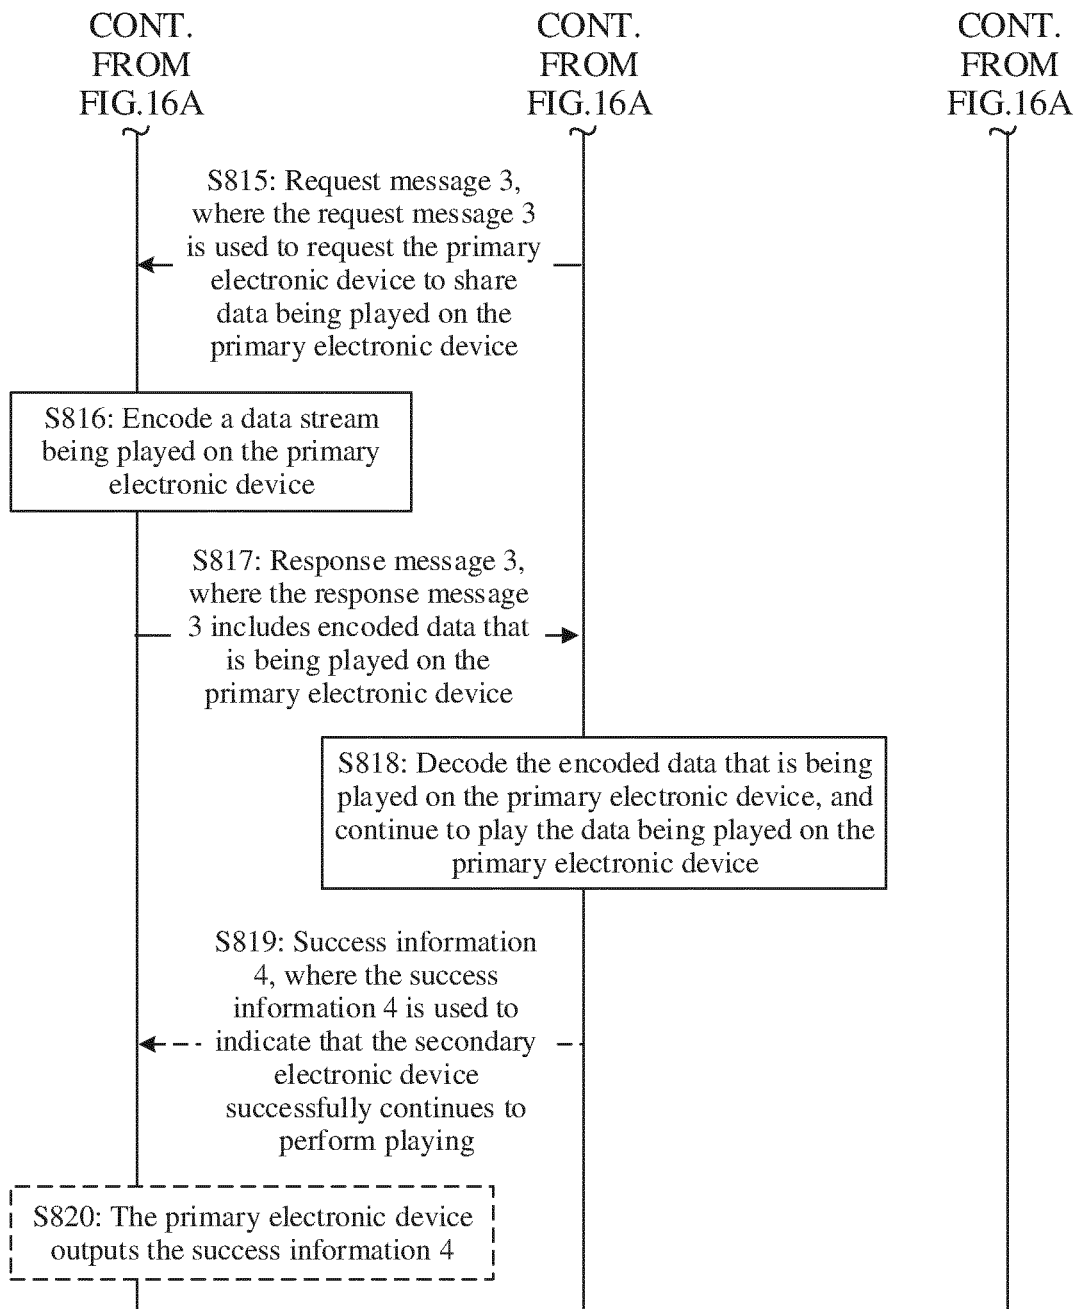 CONT.
FROM
FIG.16A
CONT.
FROM
FIG.16A
CONT.
FROM
FIG.16A
S815: Request message 3,
where the request message 3
is used to request the primary
electronic device to share
data being played on the
primary electronic device
S816: Encode a data stream
being played on the primary
electronic device
S817: Response message 3,
where the response message
3 includes encoded data that
is being played on the
primary electronic device
S818: Decode the encoded data that is being
played on the primary electronic device, and
continue to play the data being played on the
primary electronic device
S819: Success information
4, where the success
information 4 is used to
indicate that the secondary
electronic device
successfully continues to
perform playing
S820: The primary electronic device
outputs the success information 4